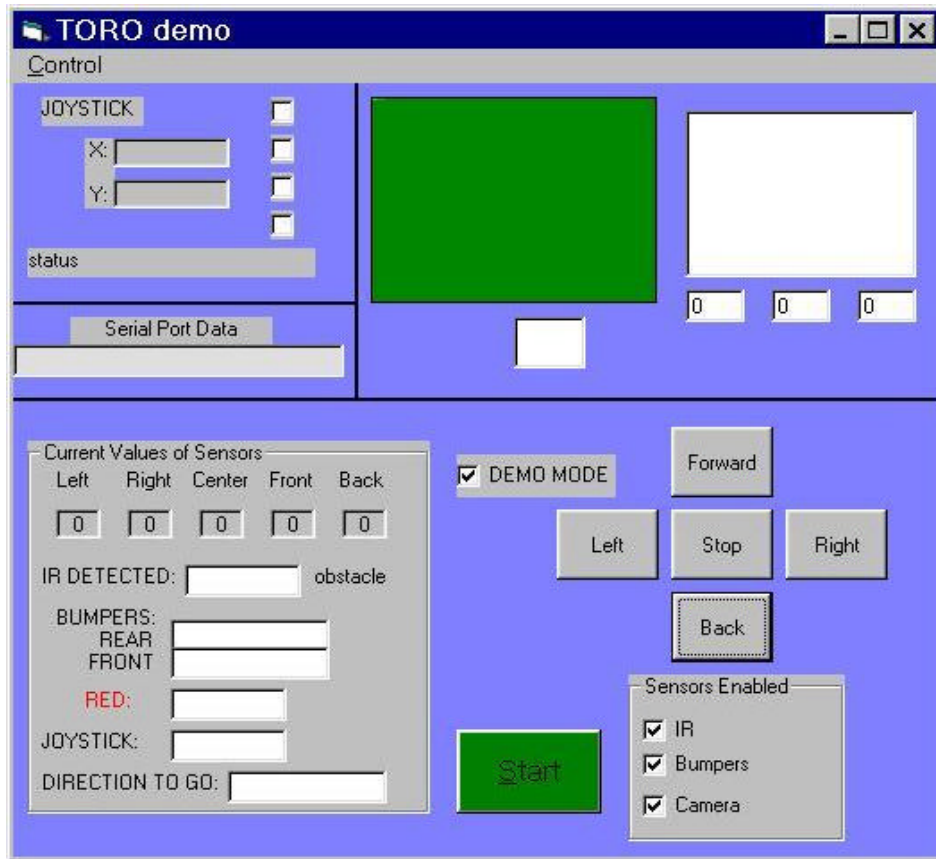 TORO demo
Control
JOYSTICK
X:
Y:
status
Serial Port Data
0 0 0
Current Values of Sensors
Left Right Center Front Back
0 0 0 0 0
IR DETECTED: obstacle
BUMPERS:
REAR
FRONT
RED:
JOYSTICK:
DIRECTION TO GO:
DEMO MODE
Forward
Left Stop Right
Back
Start
Sensors Enabled
IR
Bumpers
Camera